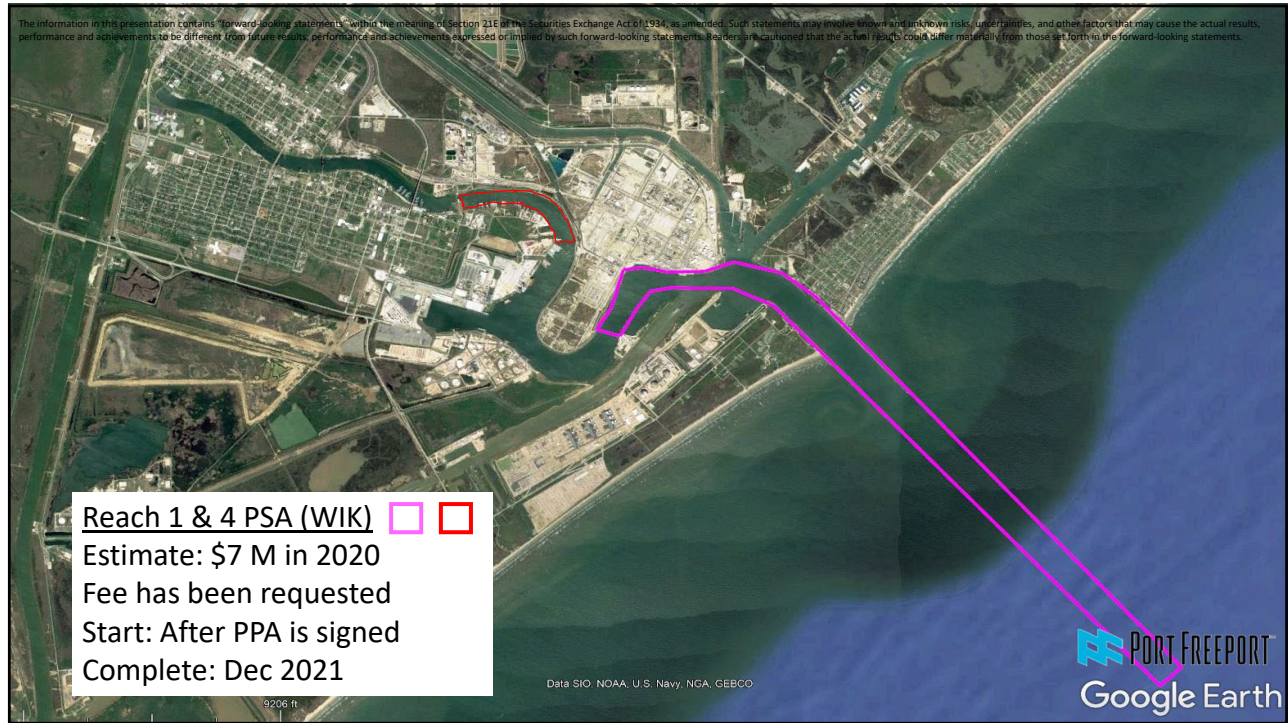 The information in this presentation contains "forward-looking statements" within the meaning of Section 21E of the Securities Exchange Act of 1934, as amended. Such statements may involve known and unknown risks, uncertainties, and other factors that may cause the actual results,
performance and achievements to be different from future results, performance and achievements expressed or implied by such forward-looking statements. Readers are cautioned that the actual results could differ materially from those set forth in the forward-looking statements.
Reach 1 & 4 PSA (WIK)
Estimate: $7 M in 2020
Fee has been requested
Start: After PPA is signed
Complete: Dec 2021
PORT FREEPORT
Data SIO, NOAA, U.S. Navy, NGA, GEBCO
Google Earth
9206 ft